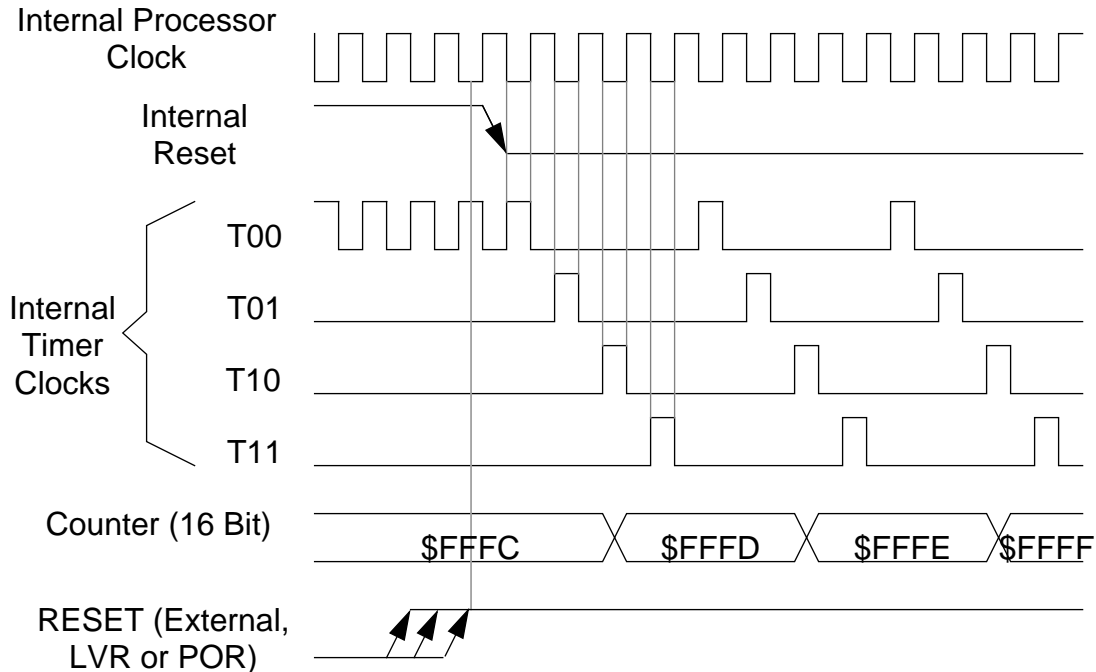 Internal Processor
Clock
Internal
Reset
T00
T01
Internal
Timer
Clocks
T10
T11
Counter (16 Bit)
$FFFC
$FFFD
$FFFE
$FFFF
RESET (External,
LVR or POR)